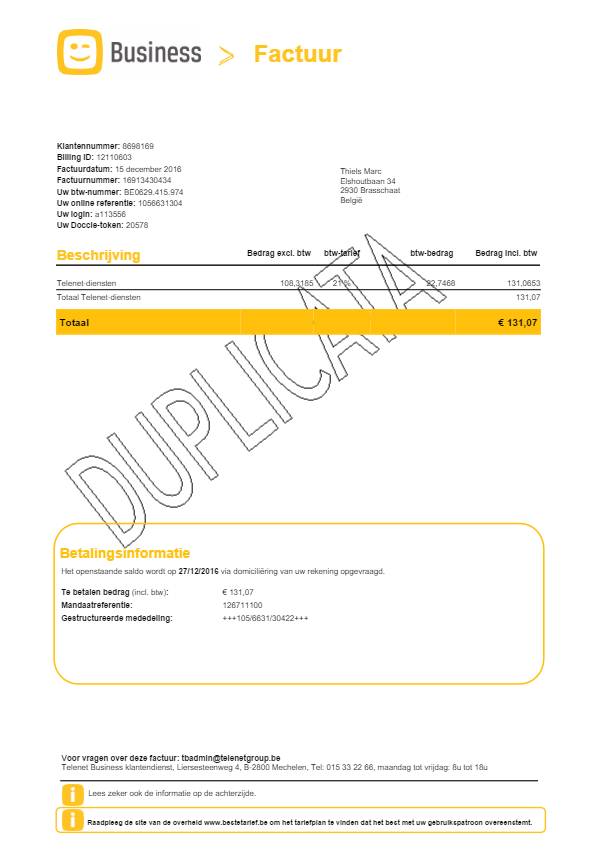 Business > Factuur
Klantennummer: 8698169
Billing ID: 12110603
Factuurdatum: 15 december 2016
Factuurnummer: 16913430434
Uw btw-nummer: BE0629.415.974
Uw online referentie: 1056631304
Uw login: a113556
Uw Doccle-token: 20578
Thiels Marc
Elshoutbaan 34
2930 Brasschaat
België
Beschrijving Bedrag excl. btw btw-tarief btw-bedrag Bedrag incl. btw
Telenet-diensten 108,3185 21 % 22,7468 131,0653
Totaal Telenet-diensten 131,07
Totaal € 131,07
DUPLICATA
Betalingsinformatie
Het openstaande saldo wordt op 27/12/2016 via domiciliëring van uw rekening opgevraagd.
Te betalen bedrag (incl. btw): € 131,07
Mandaatreferentie: 126711100
Gestructureerde mededeling: +++105/6631/30422+++
Voor vragen over deze factuur: tbadmin@telenetgroup.be
Telenet Business klantendienst, Liersesteenweg 4, B-2800 Mechelen, Tel: 015 33 22 66, maandag tot vrijdag: 8u tot 18u
i Lees zeker ook de informatie op de achterzijde.
i Raadpleeg de site van de overheid www.bestetarief.be om het tariefplan te vinden dat het best met uw gebruikspatroon overeenstemt.